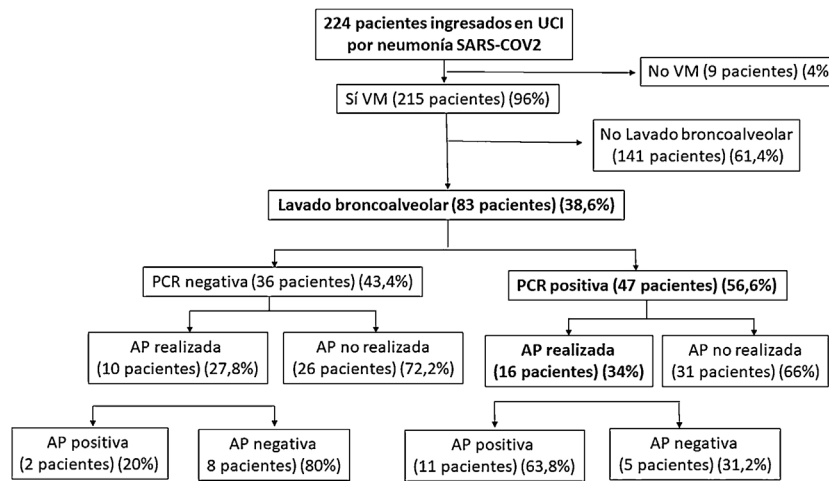 224 pacientes ingresados en UCI
por neumonía SARS-COV2
No VM (9 pacientes) (4%
Sí VM (215 pacientes) (96%)
No Lavado broncoalveolar
(141 pacientes) (61,4%)
Lavado broncoalveolar (83 pacientes) (38,6%)
PCR negativa (36 pacientes) (43,4%)
PCR positiva (47 pacientes) (56,6%)
AP realizada
(10 pacientes) (27,8%)
AP no realizada
(26 pacientes) (72,2%)
AP realizada
(16 pacientes) (34%)
AP no realizada
(31 pacientes) (66%)
AP positiva
(2 pacientes) (20%)
AP negativa
8 pacientes) (80%)
AP positiva
(11 pacientes) (63,8%)
AP negativa
(5 pacientes) (31,2%)